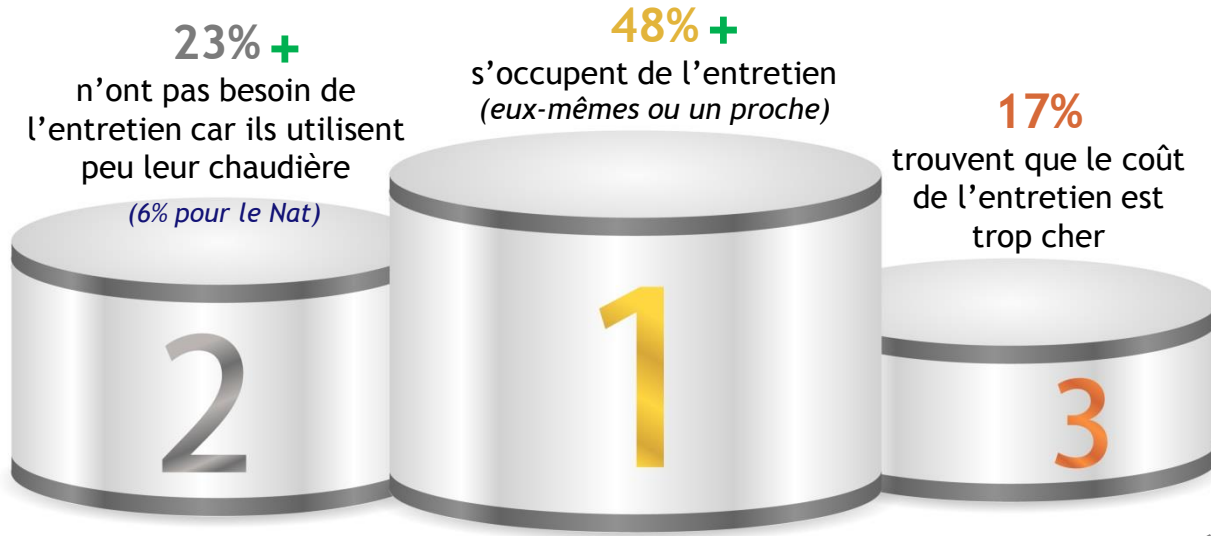 23% +
n’ont pas besoin de
l’entretien car ils utilisent
peu leur chaudière
(6% pour le Nat)
2
48% +
s’occupent de l’entretien
(eux-mêmes ou un proche)
1
17%
trouvent que le coût
de l’entretien est
trop cher
3